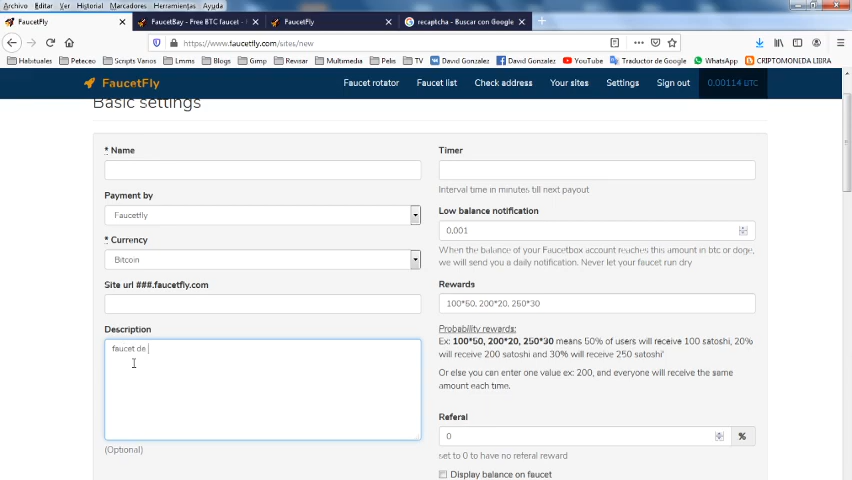 Archivo Editar Ver Historial Marcadores Herramientas Ayuda
FaucetFly
FaucetBay - Free BTC faucet -
FaucetFly
recaptcha - Buscar con Google
https://www.faucetfly.com/sites/new
Habituales Peteceo Scripts Varios Lmms Blogs Gimp Revisar Multimedia Pelis TV David Gonzalez David Gonzalez Traductor de Google WhatsApp CRIPTOMONEDA LIBRA
FaucetFly Faucet rotator Faucet list Check address Your sites Settings Sign out 0.00114 BTC
Basic settings
* Name
Payment by
Faucetfly
* Currency
Bitcoin
Site url ###.faucetfly.com
Description
faucet de
(Optional)
Timer
Interval time in minutes till next payout
Low balance notification
0,001
When the balance of your Faucetbox account reaches this amount in btc or doge,
we will send you a daily notification. Never let your faucet run dry
Rewards
100*50, 200*20, 250*30
Probability rewards:
Ex: 100*50, 200*20, 250*30 means 50% of users will receive 100 satoshi, 20%
will receive 200 satoshi and 30% will receive 250 satoshi'
Or else you can enter one value ex: 200, and everyone will receive the same
amount each time.
Referal
0 %
set to 0 to have no referal reward
Display balance on faucet